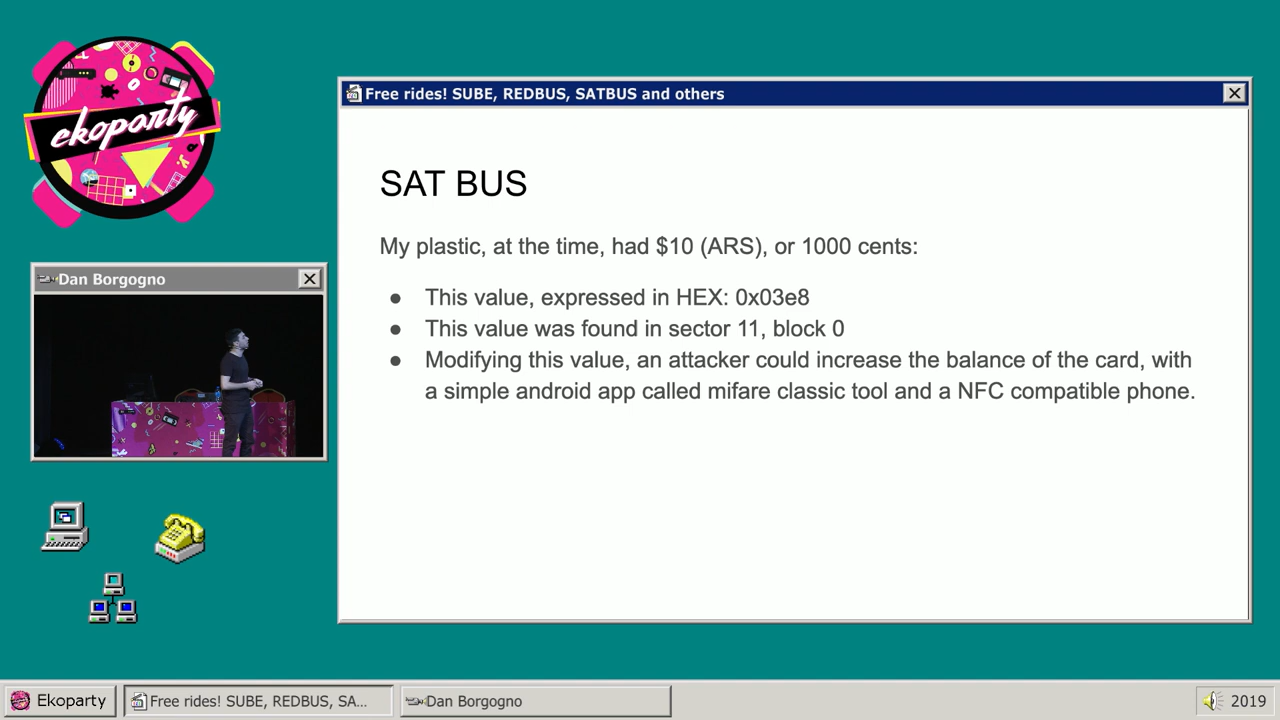 ekoparty
Free rides! SUBE, REDBUS, SATBUS and others
SAT BUS
My plastic, at the time, had $10 (ARS), or 1000 cents:
● This value, expressed in HEX: 0x03e8
● This value was found in sector 11, block 0
● Modifying this value, an attacker could increase the balance of the card, with
a simple android app called mifare classic tool and a NFC compatible phone.
Dan Borgogno
Ekoparty
Free rides! SUBE, REDBUS, SA...
Dan Borgogno
2019